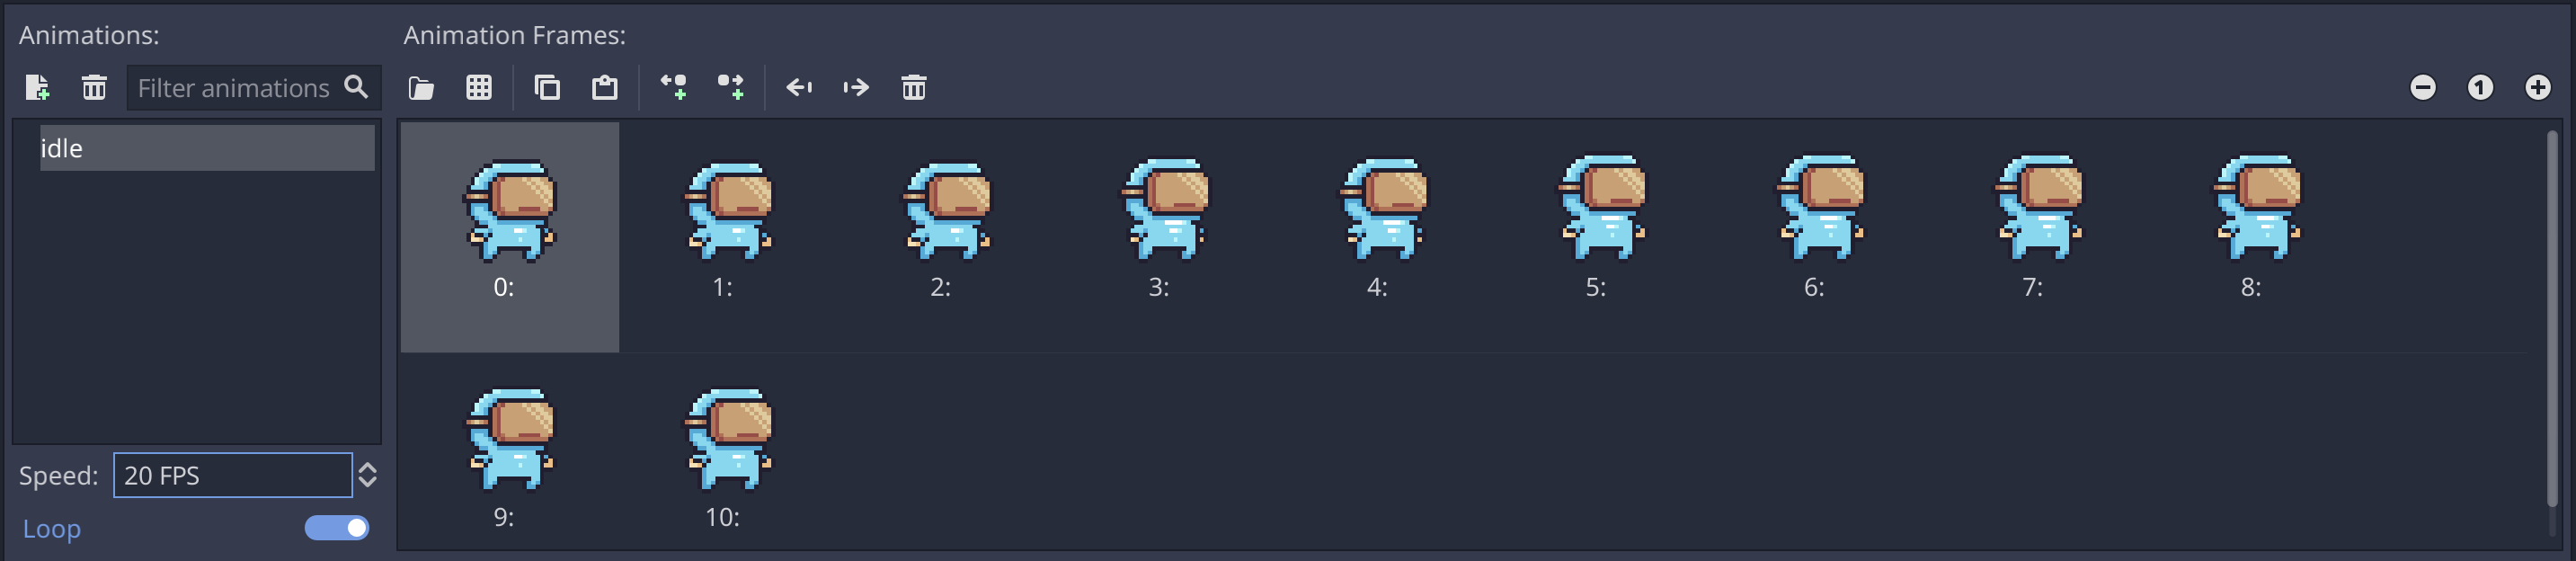 Animations:
Animation Frames:
Filter animations
1
idle
0:
1:
2:
3:
4:
5:
6:
7:
8:
9:
10:
Speed: 20 FPS
Loop